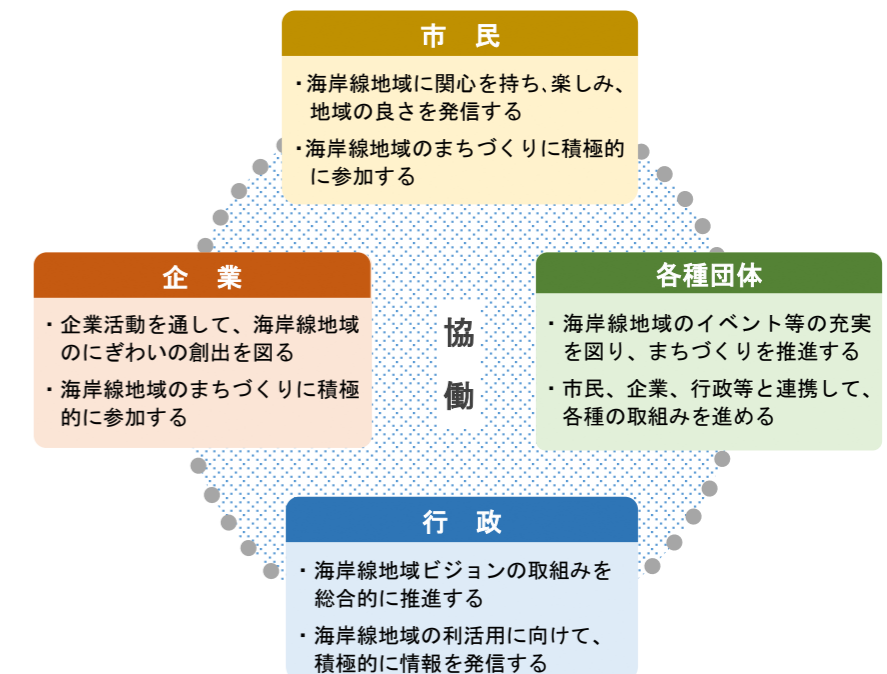 市　民
・海岸線地域に関心を持ち、楽しみ、
地域の良さを発信する
・海岸線地域のまちづくりに積極的
に参加する
企　業
・企業活動を通して、海岸線地域
のにぎわいの創出を図る
・海岸線地域のまちづくりに積極
的に参加する
協
働
各種団体
・海岸線地域のイベント等の充実
を図り、まちづくりを推進する
・市民、企業、行政等と連携して、
各種の取組みを進める
行　政
・海岸線地域ビジョンの取組みを
総合的に推進する
・海岸線地域の利活用に向けて、
積極的に情報を発信する